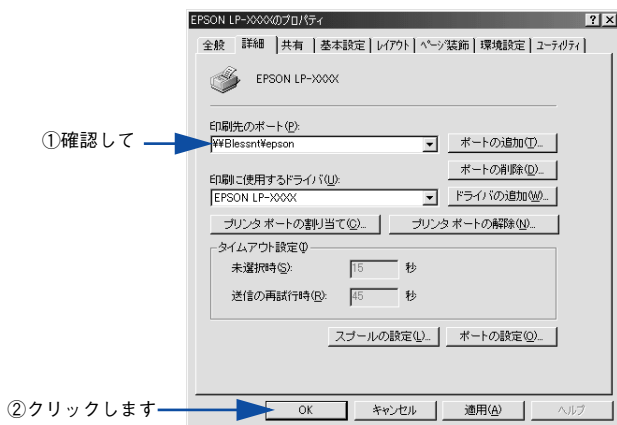 EPSON LP-XXXXのプロパティ
全般 詳細 共有 基本設定 レイアウト ページ装飾 環境設定 ユーティリティ
EPSON LP-XXXX
印刷先のポート(P):
①確認して
¥¥Blessnt¥epson
ポートの追加(T)...
ポートの削除(D)...
印刷に使用するドライバ(U):
EPSON LP-XXXX
ドライバの追加(W)...
プリンタ ポートの割り当て(C)...
プリンタ ポートの解除(N)...
タイムアウト設定(I)
未選択時(S): 15 秒
送信の再試行時(R): 45 秒
スプールの設定(L)...
ポートの設定(O)...
②クリックします
OK キャンセル 適用(A) ヘルプ